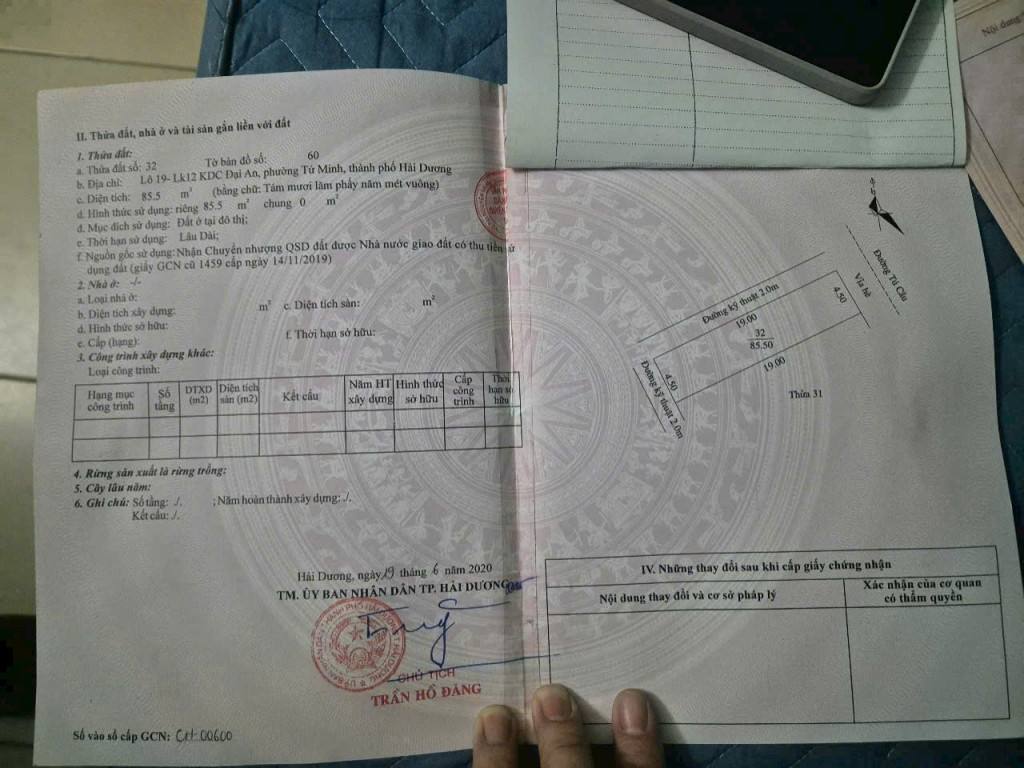 II. Thửa đất, nhà ở và tài sản gắn liền với đất
1. Thửa đất:
a. Thửa đất số: 32 Tờ bản đồ số: 60
b. Địa chỉ: Lô 19- Lk12 KDC Đại An, phường Tứ Minh, thành phố Hải Dương
c. Diện tích: 85.5 m² (bằng chữ: Tám mươi lăm phẩy năm mét vuông)
d. Hình thức sử dụng: riêng 85.5 m² chung 0 m²
đ. Mục đích sử dụng: Đất ở tại đô thị;
e. Thời hạn sử dụng: Lâu Dài;
f. Nguồn gốc sử dụng: Nhận Chuyển nhượng QSD đất được Nhà nước giao đất có thu tiền sử
dụng đất (giấy GCN cũ 1459 cấp ngày 14/11/2019)
2. Nhà ở: -/-
a. Loại nhà ở:
b. Diện tích xây dựng: m² c. Diện tích sàn: m²
d. Hình thức sở hữu:
e. Cấp (hạng): f. Thời hạn sở hữu:
3. Công trình xây dựng khác:
Loại công trình:
Hạng mục công trình Số tầng DTXD (m2) Diện tích sàn (m2) Kết cấu Năm HT xây dựng Hình thức sở hữu Cấp công trình Thời hạn sở hữu
4. Rừng sản xuất là rừng trồng:
5. Cây lâu năm:
6. Ghi chú: Số tầng: ./. ; Năm hoàn thành xây dựng: ./.
Kết cấu: ./.
Hải Dương, ngày 19 tháng 6 năm 2020
TM. ỦY BAN NHÂN DÂN TP. HẢI DƯƠNG
CHỦ TỊCH
TRẦN HỒ ĐĂNG
Số vào sổ cấp GCN: CH-00600
Đường Tứ Cầu
Vỉa hè
Đường kỹ thuật 2.0m
4.50
19.00
32
85.50
19.00
4.50
Đường kỹ thuật 2.0m
Thửa 31
IV. Những thay đổi sau khi cấp giấy chứng nhận
Nội dung thay đổi và cơ sở pháp lý
Xác nhận của cơ quan
có thẩm quyền
Nội dung